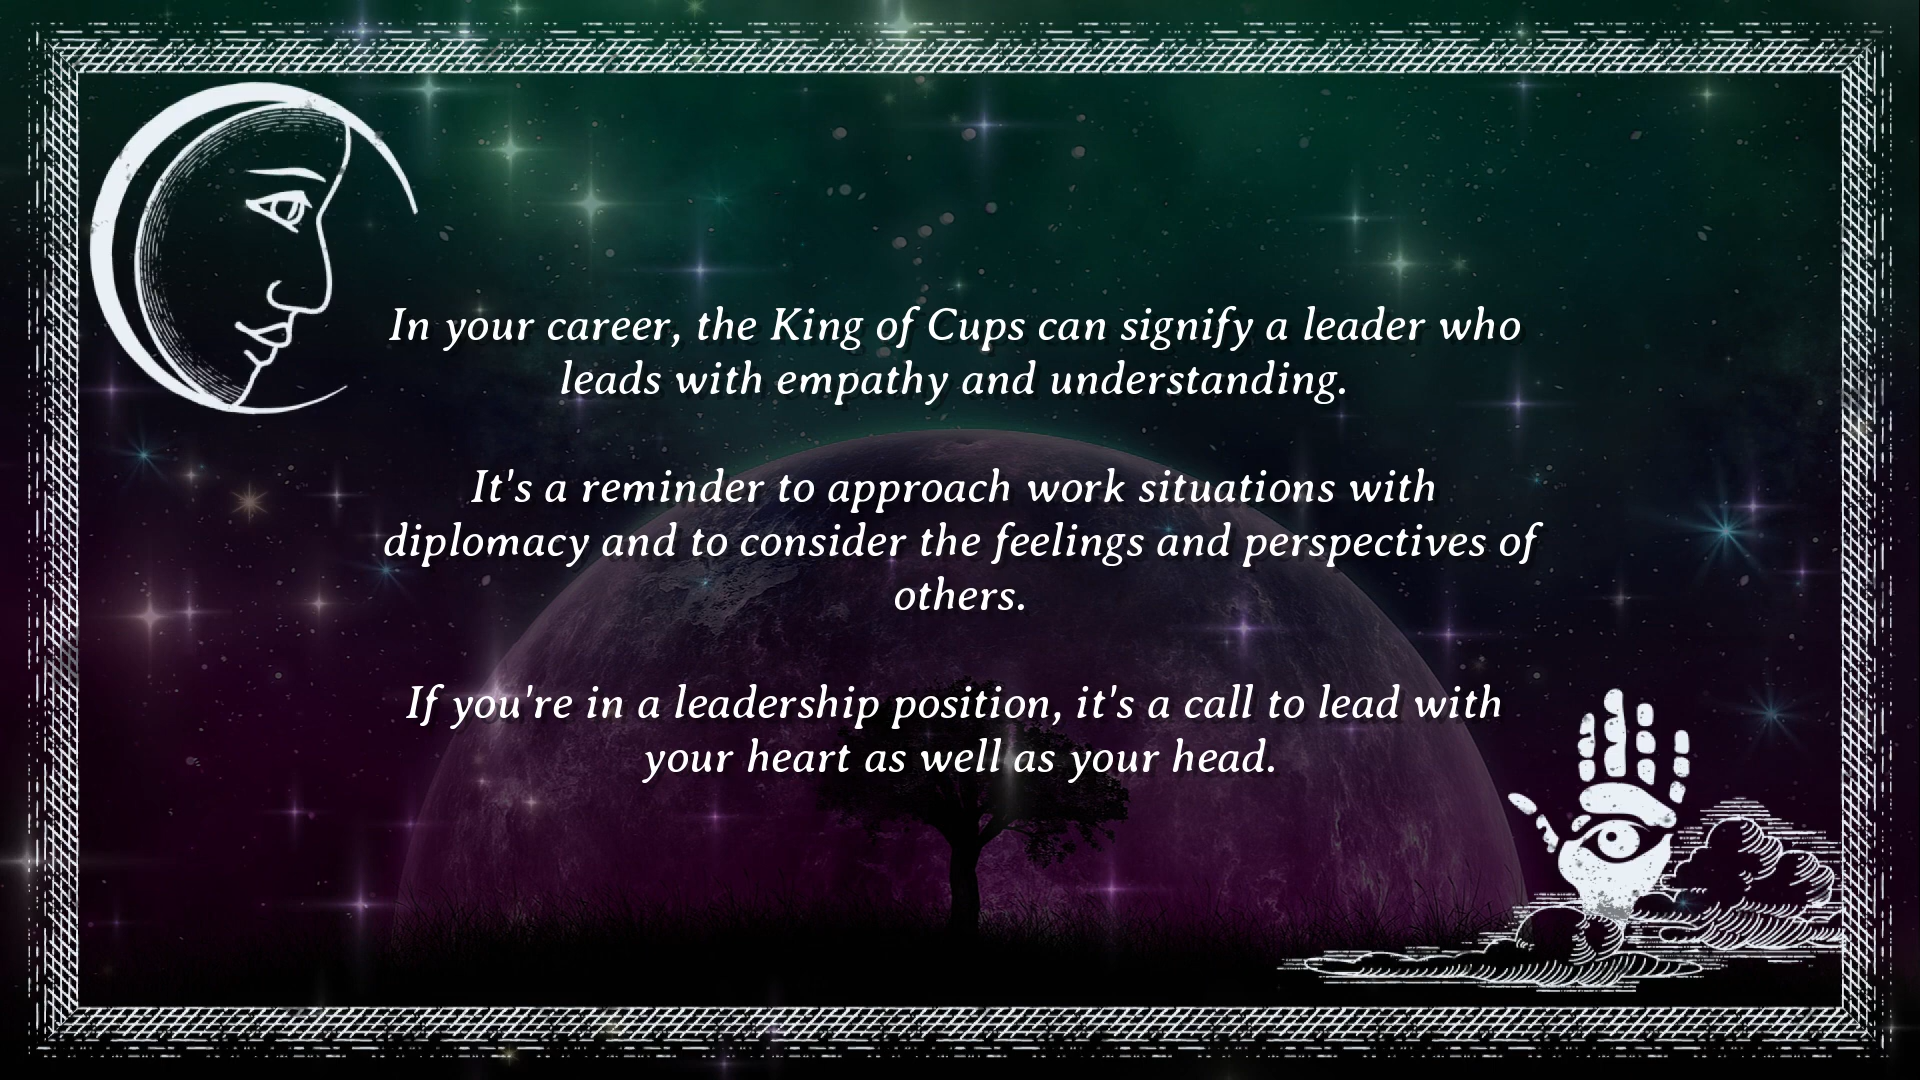 In your career, the King of Cups can signify a leader who
leads with empathy and understanding.
It's a reminder to approach work situations with
diplomacy and to consider the feelings and perspectives of
others.
If you're in a leadership position, it's a call to lead with
your heart as well as your head.